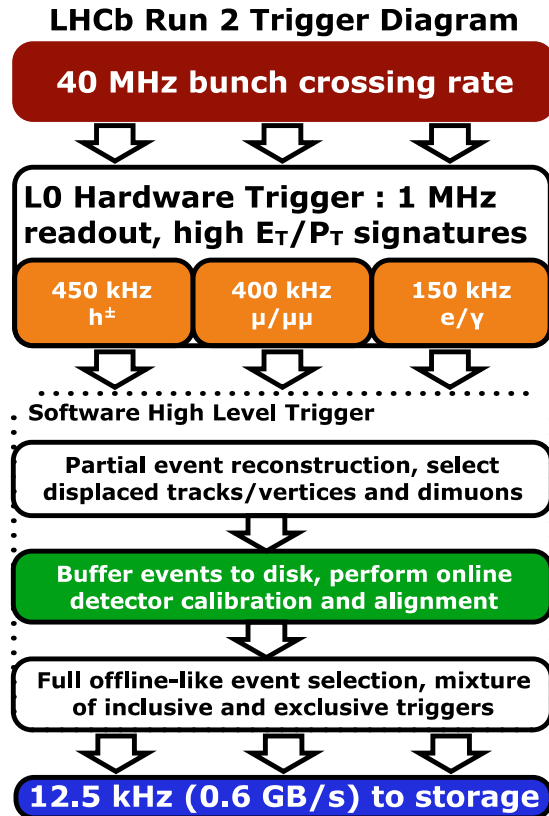 LHCb Run 2 Trigger Diagram
40 MHz bunch crossing rate
L0 Hardware Trigger : 1 MHz
readout, high E_T/P_T signatures
450 kHz
h±
400 kHz
µ/µµ
150 kHz
e/γ
Software High Level Trigger
Partial event reconstruction, select
displaced tracks/vertices and dimuons
Buffer events to disk, perform online
detector calibration and alignment
Full offline-like event selection, mixture
of inclusive and exclusive triggers
12.5 kHz (0.6 GB/s) to storage